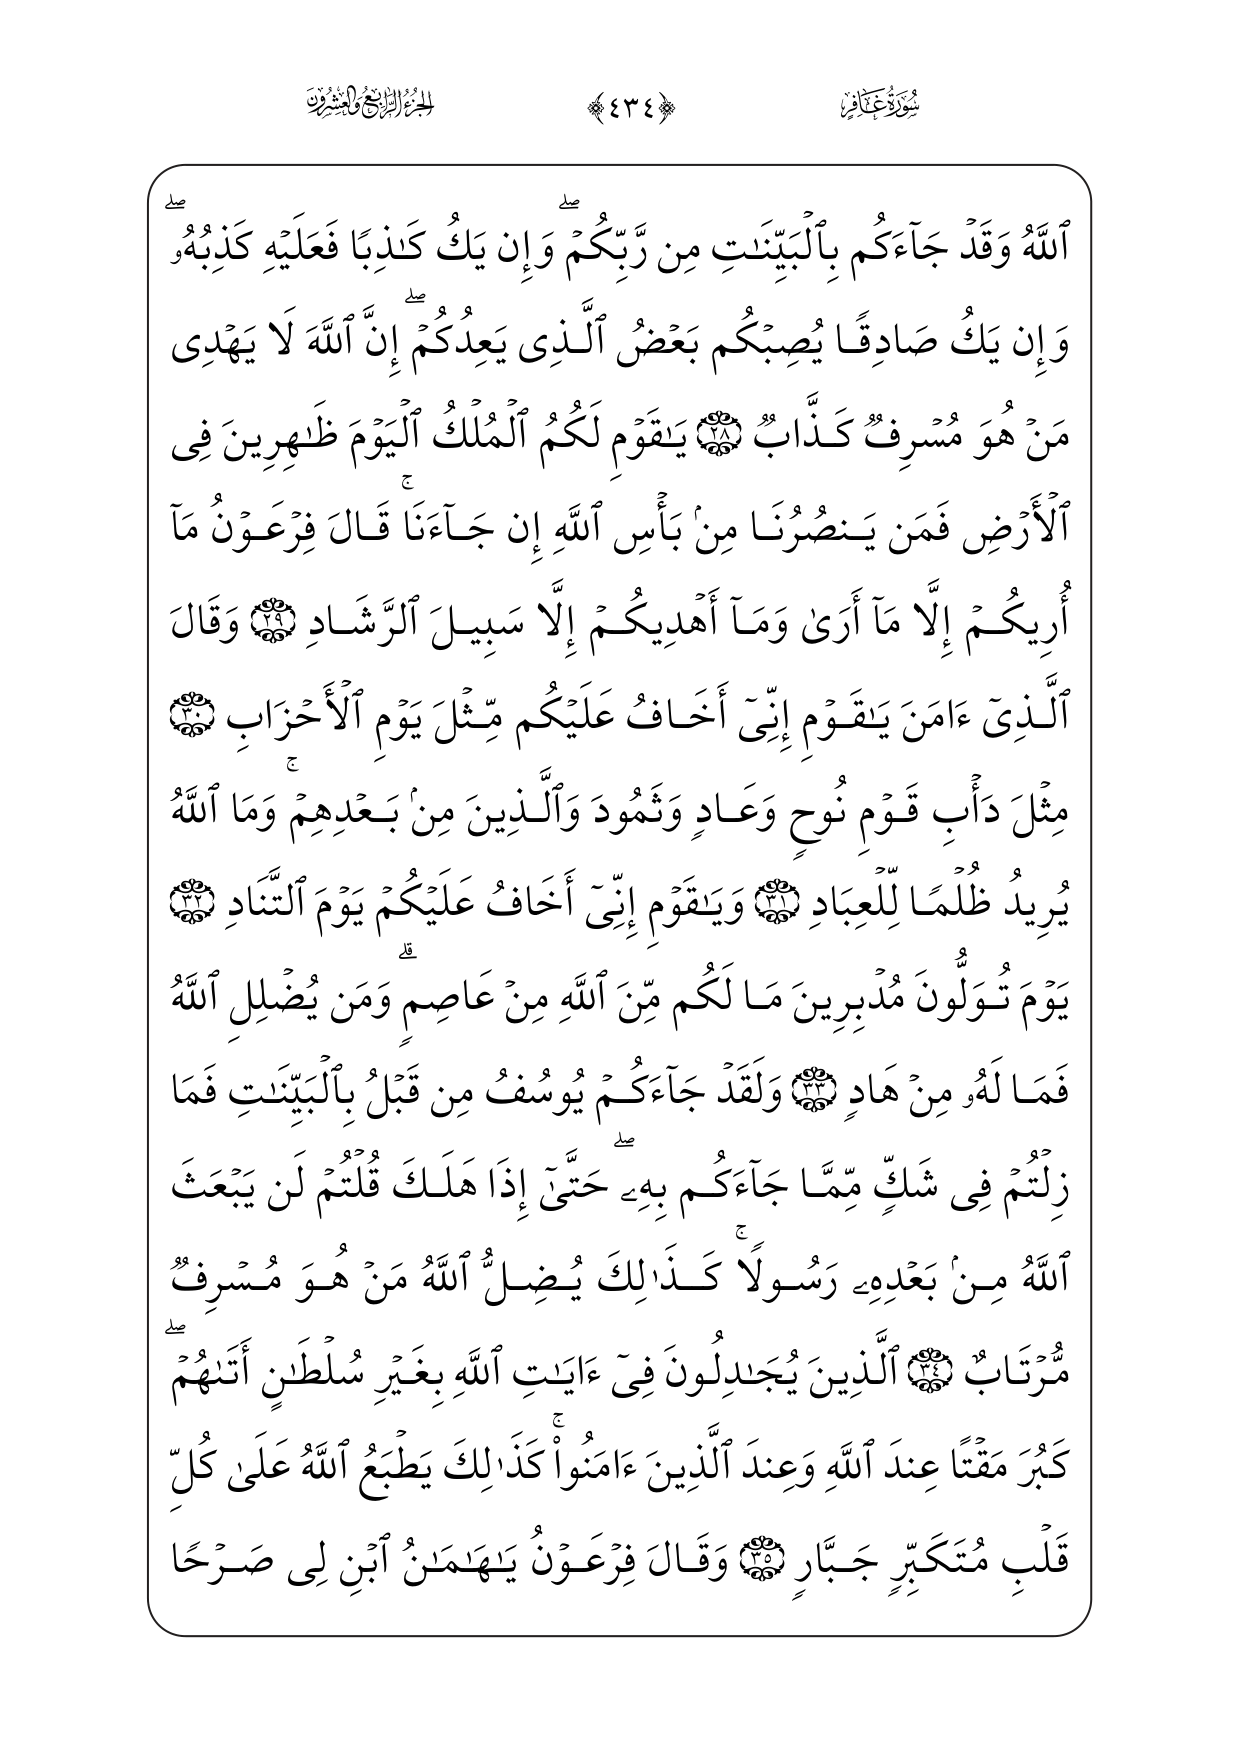 سُورَةُ غَافِرٍ ﴿٤٣٤﴾ الجُزْءُ الرَّابِعُ وَالعِشْرُونَ
ٱللَّهُ وَقَدۡ جَآءَكُم بِٱلۡبَيِّنَٰتِ مِن رَّبِّكُمۡۖ وَإِن يَكُ كَٰذِبٗا فَعَلَيۡهِ كَذِبُهُۥۖ
وَإِن يَكُ صَادِقٗا يُصِبۡكُم بَعۡضُ ٱلَّذِى يَعِدُكُمۡۖ إِنَّ ٱللَّهَ لَا يَهۡدِى
مَنۡ هُوَ مُسۡرِفٞ كَذَّابٞ ٢٨ يَٰقَوۡمِ لَكُمُ ٱلۡمُلۡكُ ٱلۡيَوۡمَ ظَٰهِرِينَ فِى
ٱلۡأَرۡضِ فَمَن يَنصُرُنَا مِنۢ بَأۡسِ ٱللَّهِ إِن جَآءَنَاۚ قَالَ فِرۡعَوۡنُ مَآ
أُرِيكُمۡ إِلَّا مَآ أَرَىٰ وَمَآ أَهۡدِيكُمۡ إِلَّا سَبِيلَ ٱلرَّشَادِ ٢٩ وَقَالَ
ٱلَّذِىٓ ءَامَنَ يَٰقَوۡمِ إِنِّىٓ أَخَافُ عَلَيۡكُم مِّثۡلَ يَوۡمِ ٱلۡأَحۡزَابِ ٣٠
مِثۡلَ دَأۡبِ قَوۡمِ نُوحٖ وَعَادٖ وَثَمُودَ وَٱلَّذِينَ مِنۢ بَعۡدِهِمۡۚ وَمَا ٱللَّهُ
يُرِيدُ ظُلۡمٗا لِّلۡعِبَادِ ٣١ وَيَٰقَوۡمِ إِنِّىٓ أَخَافُ عَلَيۡكُمۡ يَوۡمَ ٱلتَّنَادِ ٣٢
يَوۡمَ تُوَلُّونَ مُدۡبِرِينَ مَا لَكُم مِّنَ ٱللَّهِ مِنۡ عَاصِمٖۗ وَمَن يُضۡلِلِ ٱللَّهُ
فَمَا لَهُۥ مِنۡ هَادٖ ٣٣ وَلَقَدۡ جَآءَكُمۡ يُوسُفُ مِن قَبۡلُ بِٱلۡبَيِّنَٰتِ فَمَا
زِلۡتُمۡ فِى شَكّٖ مِّمَّا جَآءَكُم بِهِۦۖ حَتَّىٰٓ إِذَا هَلَكَ قُلۡتُمۡ لَن يَبۡعَثَ
ٱللَّهُ مِنۢ بَعۡدِهِۦ رَسُولٗاۚ كَذَٰلِكَ يُضِلُّ ٱللَّهُ مَنۡ هُوَ مُسۡرِفٞ
مُّرۡتَابٌ ٣٤ ٱلَّذِينَ يُجَٰدِلُونَ فِىٓ ءَايَٰتِ ٱللَّهِ بِغَيۡرِ سُلۡطَٰنٍ أَتَىٰهُمۡۖ
كَبُرَ مَقۡتًا عِندَ ٱللَّهِ وَعِندَ ٱلَّذِينَ ءَامَنُواْۚ كَذَٰلِكَ يَطۡبَعُ ٱللَّهُ عَلَىٰ كُلِّ
قَلۡبِ مُتَكَبِّرٖ جَبَّارٖ ٣٥ وَقَالَ فِرۡعَوۡنُ يَٰهَٰمَٰنُ ٱبۡنِ لِى صَرۡحٗا